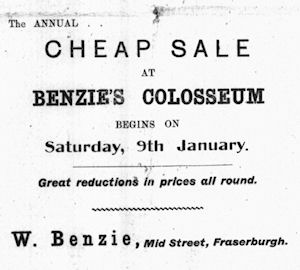 The ANNUAL . .
CHEAP SALE
AT
BENZIE'S COLOSSEUM
BEGINS ON
Saturday, 9th January.
Great reductions in prices all round.
W. Benzie, Mid Street, Fraserburgh.